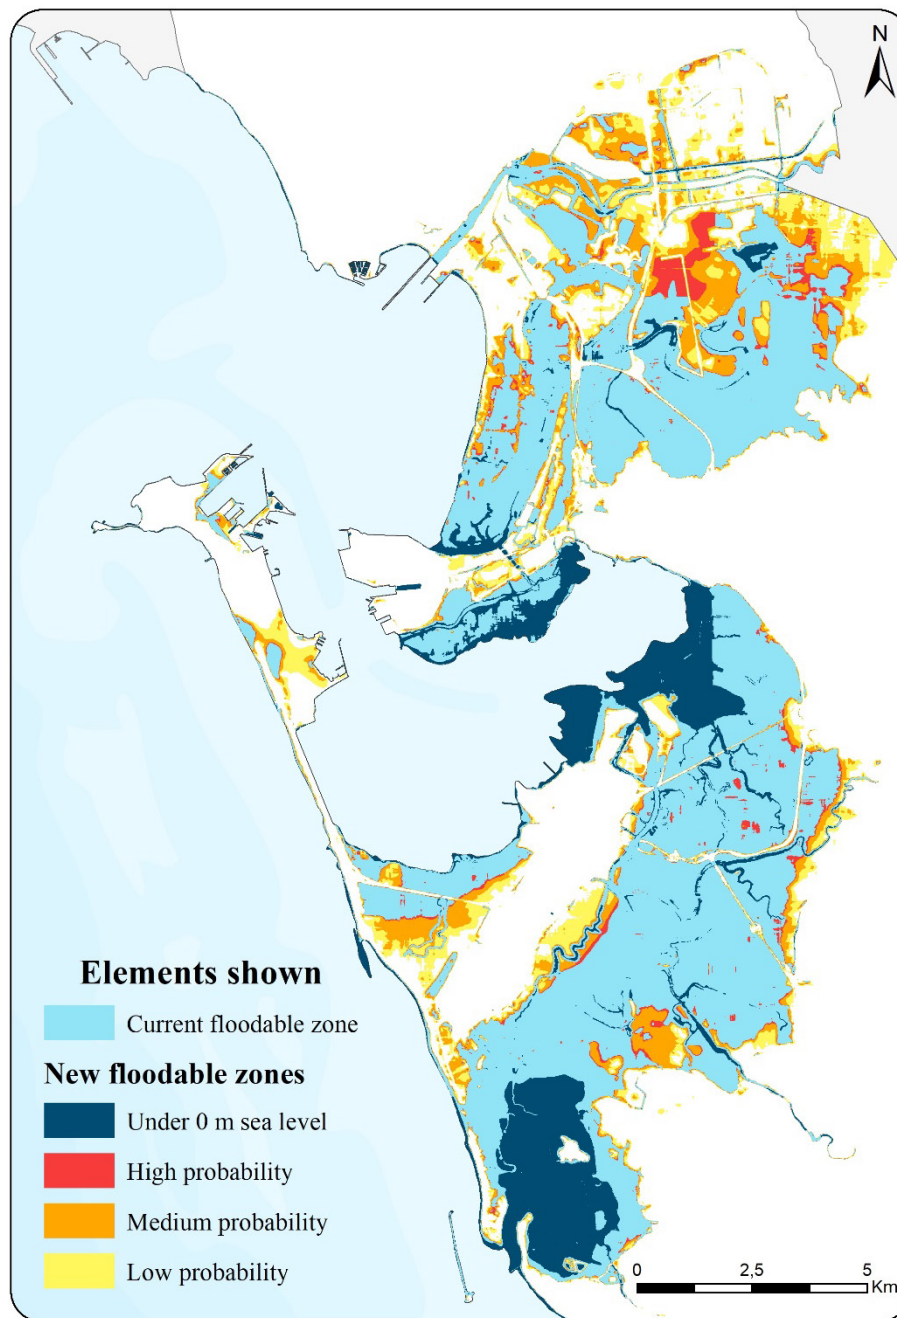 N
Elements shown
Current floodable zone
New floodable zones
Under 0 m sea level
High probability
Medium probability
Low probability
0 2,5 5
Km